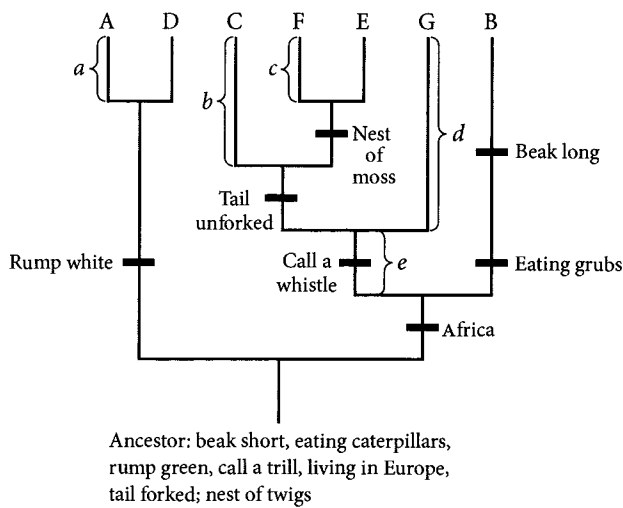 A D C F E G B
a
b
c
d
Nest
of
moss
Beak long
Tail
unforked
Rump white
Call a
whistle
e
Eating grubs
Africa
Ancestor: beak short, eating caterpillars,
rump green, call a trill, living in Europe,
tail forked; nest of twigs